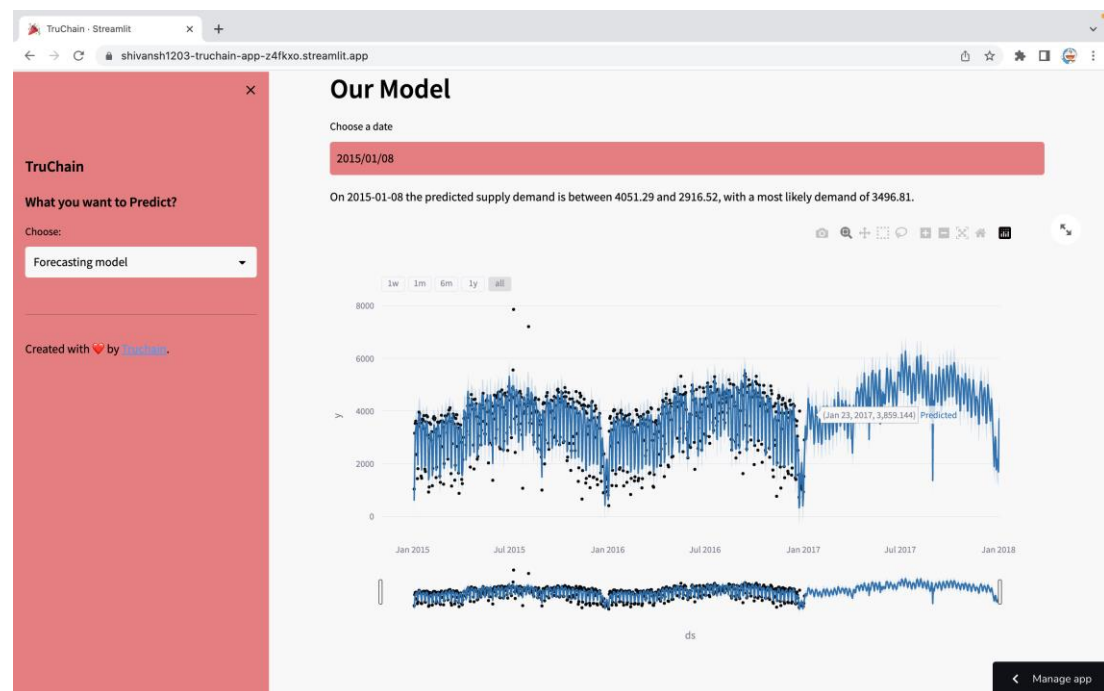 TruChain · Streamlit
shivansh1203-truchain-app-z4fkxo.streamlit.app
TruChain
What you want to Predict?
Choose:
Forecasting model
Created with ❤️ by Truchain.
Our Model
Choose a date
2015/01/08
On 2015-01-08 the predicted supply demand is between 4051.29 and 2916.52, with a most likely demand of 3496.81.
1w 1m 6m 1y all
8000
6000
4000
2000
0
y
(Jan 23, 2017, 3,859.144) Predicted
Jan 2015 Jul 2015 Jan 2016 Jul 2016 Jan 2017 Jul 2017 Jan 2018
ds
Manage app